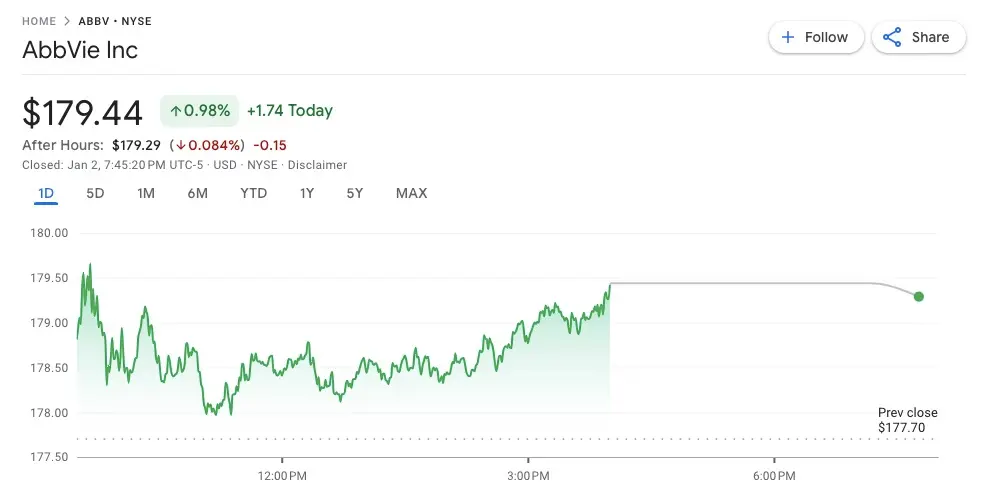 HOME > ABBV • NYSE
AbbVie Inc
+ Follow
Share
$179.44 ↑0.98% +1.74 Today
After Hours: $179.29 (↓0.084%) -0.15
Closed: Jan 2, 7:45:20 PM UTC-5 · USD · NYSE · Disclaimer
1D 5D 1M 6M YTD 1Y 5Y MAX
180.00
179.50
179.00
178.50
178.00
177.50
Prev close
$177.70
12:00 PM 3:00 PM 6:00 PM